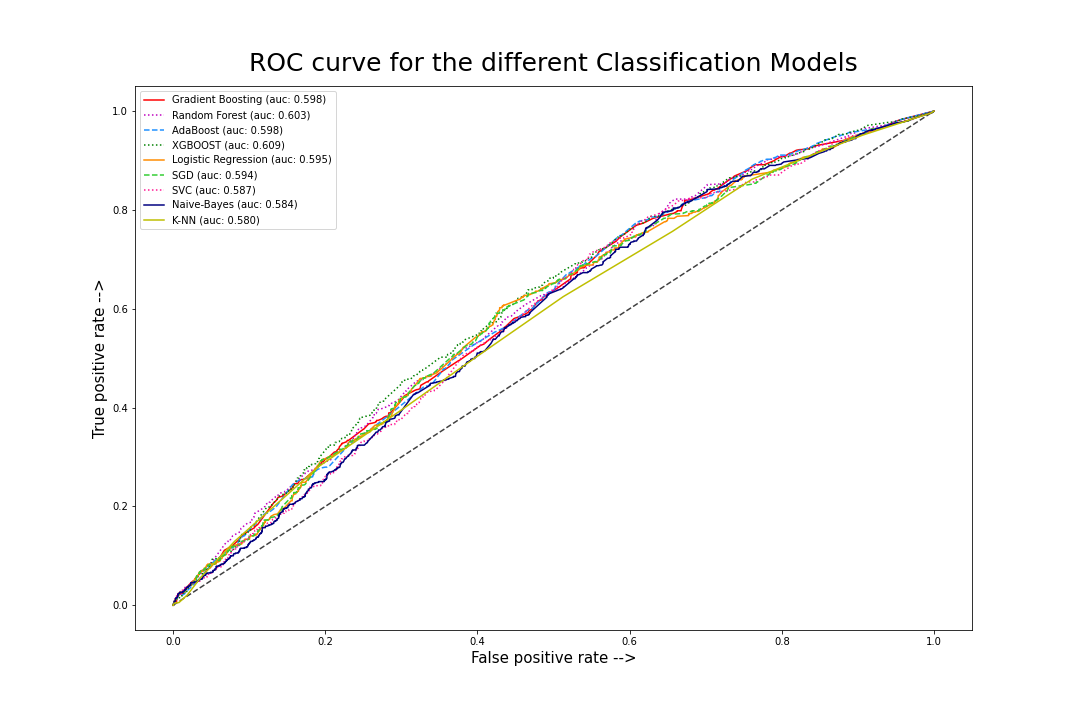 ROC curve for the different Classification Models
Gradient Boosting (auc: 0.598)
Random Forest (auc: 0.603)
AdaBoost (auc: 0.598)
XGBOOST (auc: 0.609)
Logistic Regression (auc: 0.595)
SGD (auc: 0.594)
SVC (auc: 0.587)
Naive-Bayes (auc: 0.584)
K-NN (auc: 0.580)
True positive rate -->
1.0
0.8
0.6
0.4
0.2
0.0
0.0 0.2 0.4 0.6 0.8 1.0
False positive rate -->